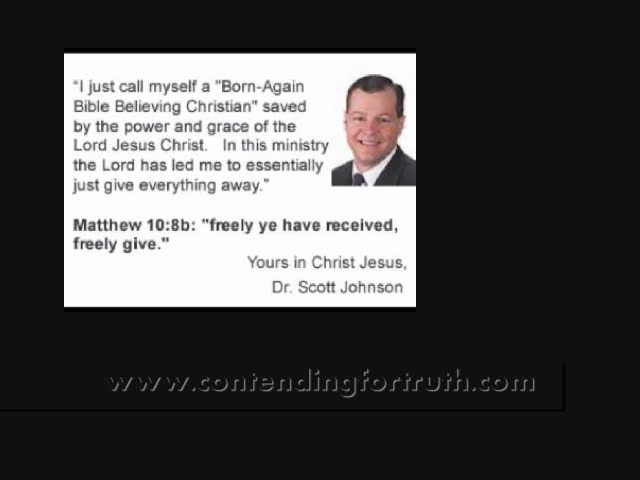 “I just call myself a "Born-Again
Bible Believing Christian" saved
by the power and grace of the
Lord Jesus Christ.   In this ministry
the Lord has led me to essentially
just give everything away.”
Matthew 10:8b: "freely ye have received,
freely give."
Yours in Christ Jesus,
Dr. Scott Johnson
www.contendingfortruth.com